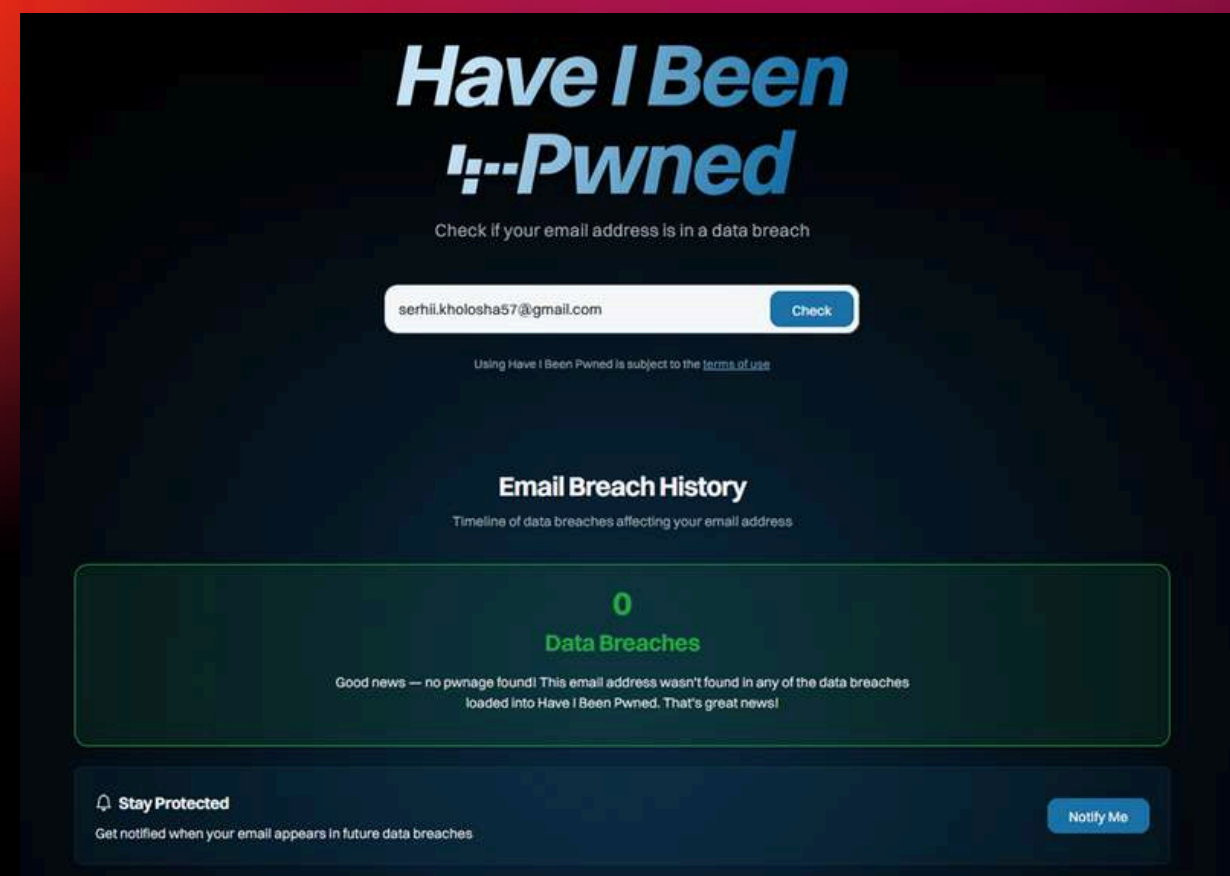 Have I Been
Pwned
Check if your email address is in a data breach
serhii.kholosha57@gmail.com
Check
Using Have I Been Pwned is subject to the terms of use
Email Breach History
Timeline of data breaches affecting your email address
0
Data Breaches
Good news — no pwnage found! This email address wasn't found in any of the data breaches
loaded into Have I Been Pwned. That's great news!
Stay Protected
Get notified when your email appears in future data breaches
Notify Me